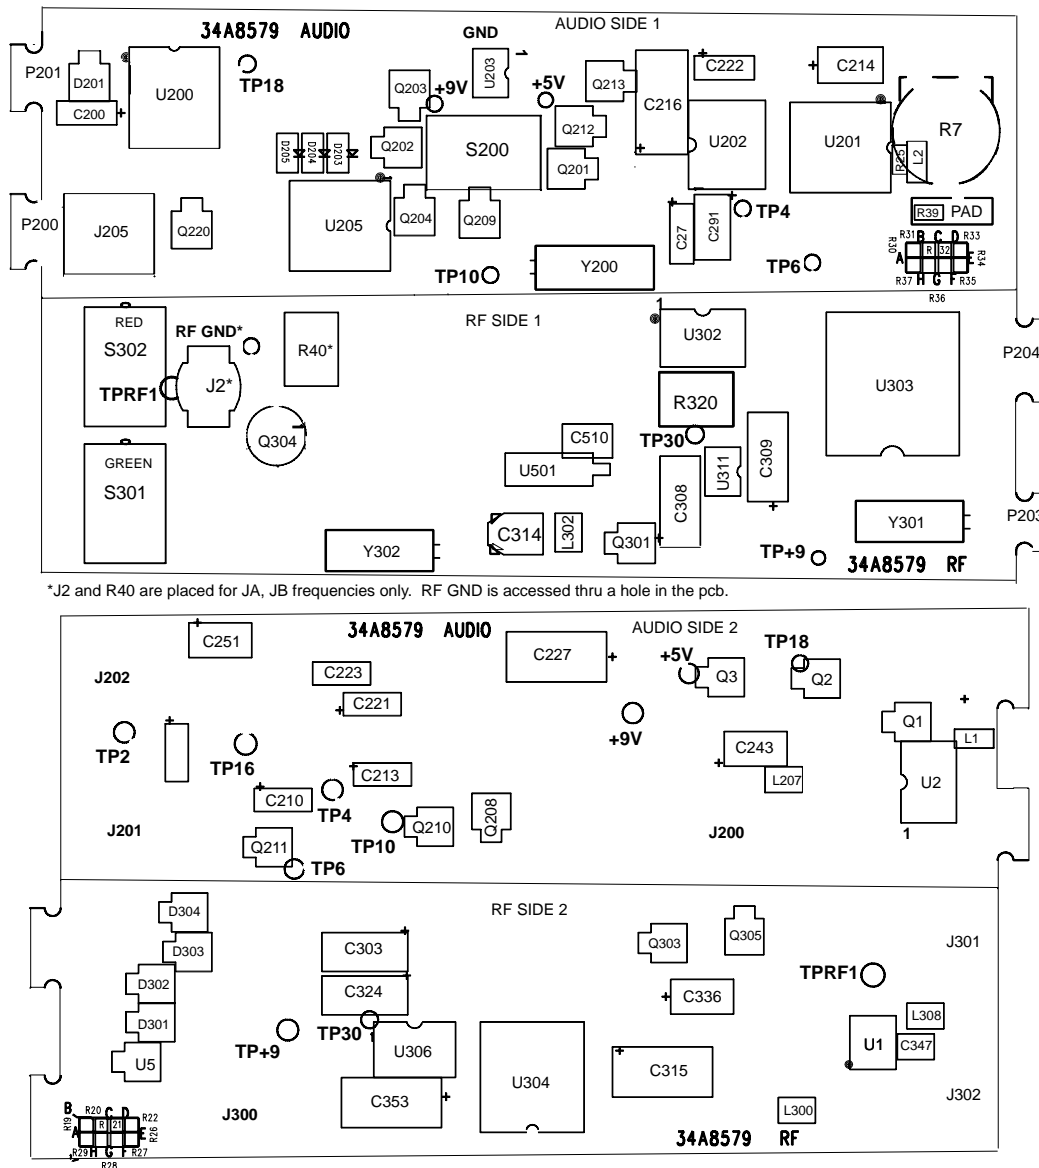 AUDIO SIDE 1
34A8579 AUDIO
GND
P201
D201
C200
U200
TP18
Q203
+9V
U203
1
+5V
Q213
C216
C222
C214
D205
D204
D203
Q202
S200
Q212
Q201
U202
U201
R25
L2
R7
P200
J205
Q220
U205
Q204
Q209
TP10
Y200
C27
C291
TP4
TP6
R39 PAD
R31 B C D R33
R30 A R 32 E R34
R37 H G F R35
R36
RF SIDE 1
RED
S302
RF GND*
TPRF1
J2*
R40*
Q304
1
U302
R320
TP30
U303
P204
GREEN
S301
C510
U501
U311
C309
C308
C314
L302
Q301
Y302
Y301
P203
TP+9
34A8579 RF
*J2 and R40 are placed for JA, JB frequencies only. RF GND is accessed thru a hole in the pcb.
34A8579 AUDIO
AUDIO SIDE 2
C251
J202
C223
C221
C227
+5V
Q3
TP18
Q2
TP2
TP16
+9V
Q1
L1
C243
L207
U2
C213
C210
TP4
J201
Q211
TP10
Q210
Q208
J200
1
TP6
RF SIDE 2
D304
D303
D302
D301
U5
C303
C324
TP30
1
TP+9
U306
C353
U304
Q303
Q305
J301
TPRF1
C336
L308
U1
C347
C315
L300
J302
J300
B R20 C D R22
R19 A R 21 E R26
R29 H G F R27
R28
34A8579 RF